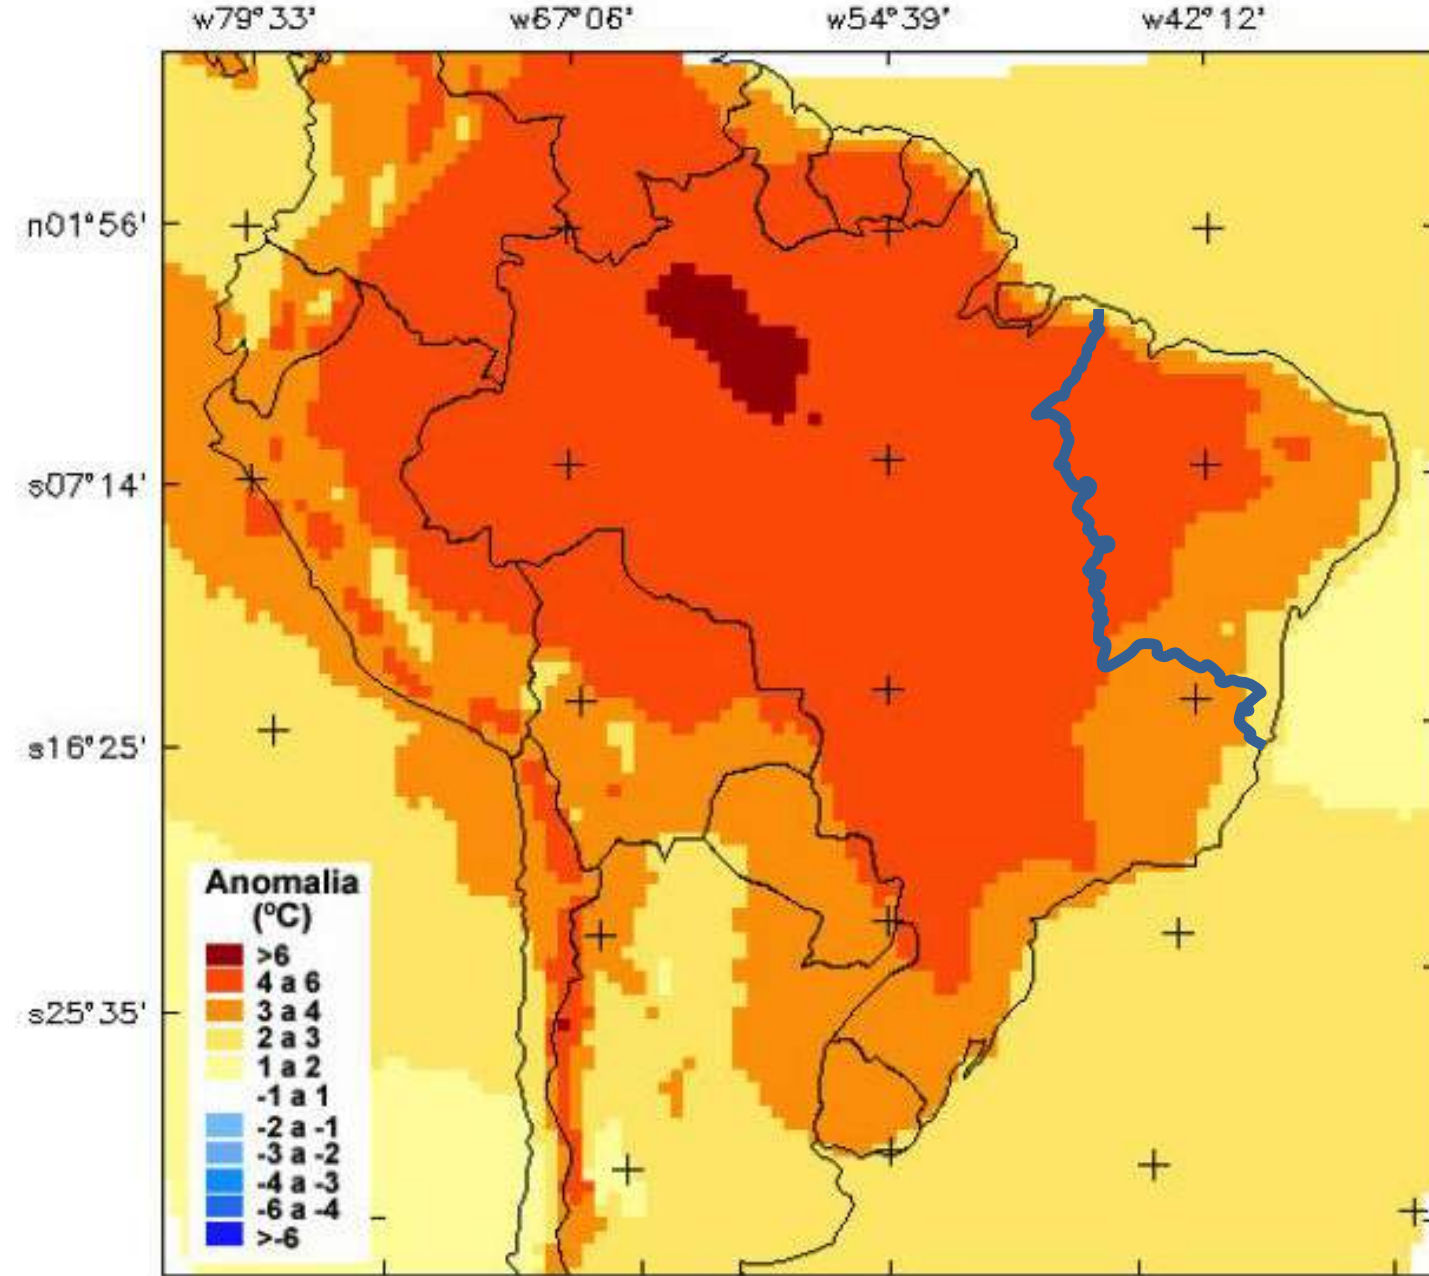 w79°33' w67°06' w54°39' w42°12'
n01°56'
s07°14'
s16°25'
s25°35'
Anomalia
(ºC)
>6
4 a 6
3 a 4
2 a 3
1 a 2
-1 a 1
-2 a -1
-3 a -2
-4 a -3
-6 a -4
>-6